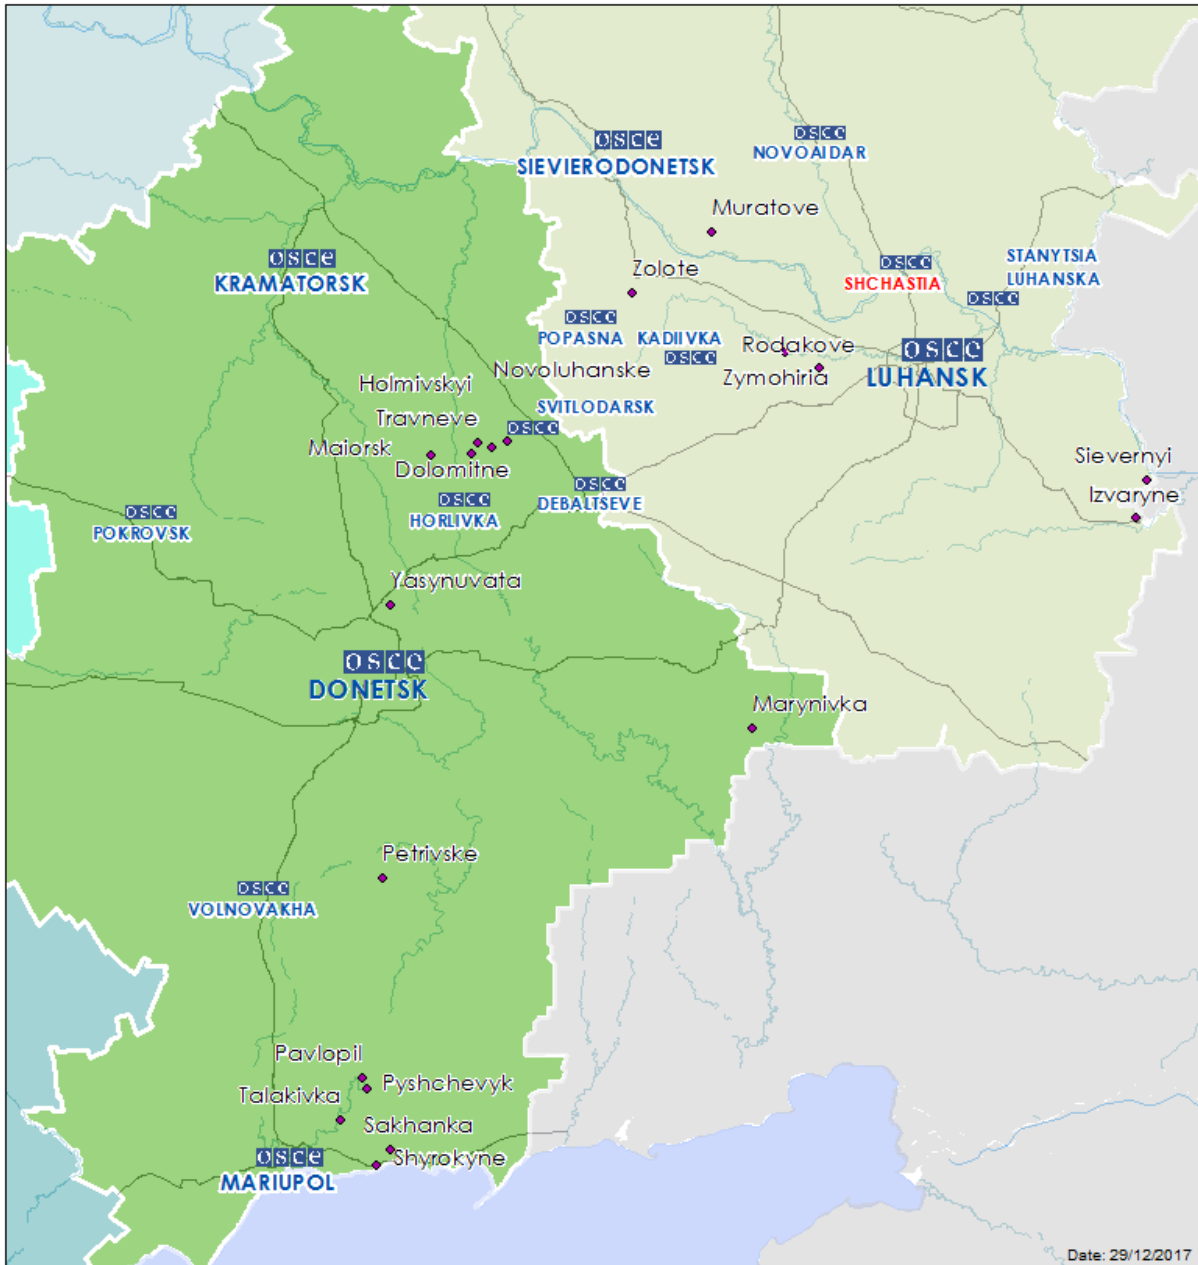 osce
SIEVIERODONETSK
osce
NOVOAIDAR
Muratove
osce
KRAMATORSK
Zolote
osce
SHCHASTIA
STANYTSIA
LUHANSKA
osce
osce
POPASNA
KADIIVKA
osce
Rodakove
Zymohiria
osce
LUHANSK
Holmivskyi
Novoluhanske
Travneve
SVITLODARSK
osce
Maiorsk
Dolomitne
Sievernyi
Izvaryne
osce
HORLIVKA
osce
DEBALTSEVE
osce
POKROVSK
Yasynuvata
osce
DONETSK
Marynivka
Petrivske
osce
VOLNOVAKHA
Pavlopil
Pyshchevyk
Talakivka
Sakhanka
Shyrokyne
osce
MARIUPOL
Date: 29/12/2017